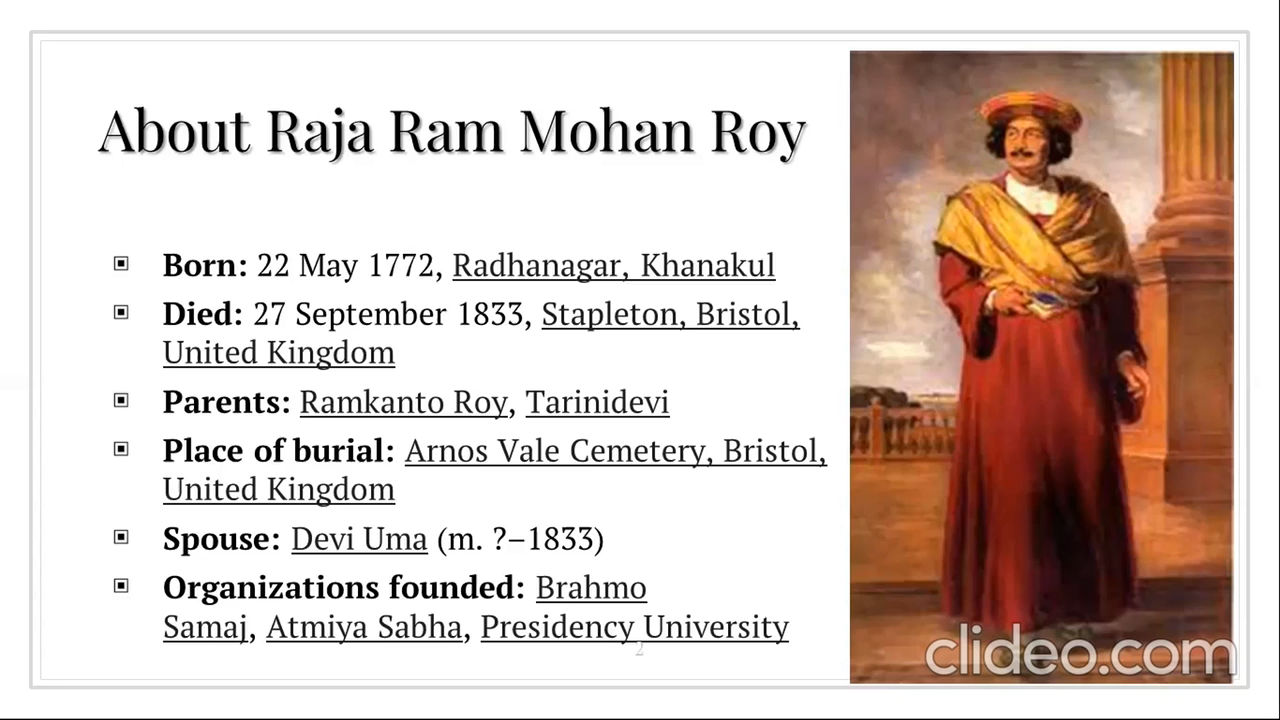 About Raja Ram Mohan Roy
Born: 22 May 1772, Radhanagar, Khanakul
Died: 27 September 1833, Stapleton, Bristol,
United Kingdom
Parents: Ramkanto Roy, Tarinidevi
Place of burial: Arnos Vale Cemetery, Bristol,
United Kingdom
Spouse: Devi Uma (m. ?–1833)
Organizations founded: Brahmo
Samaj, Atmiya Sabha, Presidency University
2
clideo.com